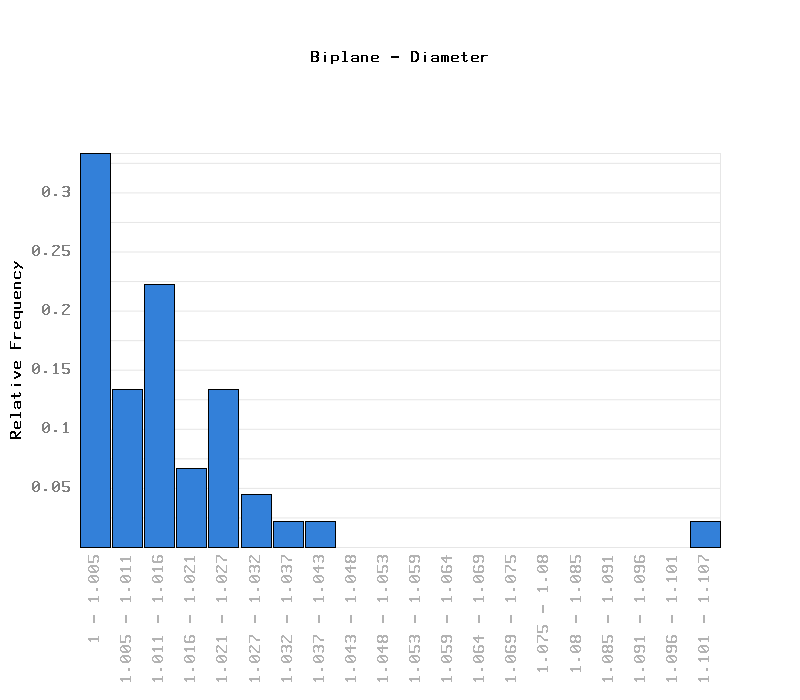 Biplane - Diameter
Relative Frequency
0.3
0.25
0.2
0.15
0.1
0.05
1 - 1.005
1.005 - 1.011
1.011 - 1.016
1.016 - 1.021
1.021 - 1.027
1.027 - 1.032
1.032 - 1.037
1.037 - 1.043
1.043 - 1.048
1.048 - 1.053
1.053 - 1.059
1.059 - 1.064
1.064 - 1.069
1.069 - 1.075
1.075 - 1.08
1.08 - 1.085
1.085 - 1.091
1.091 - 1.096
1.096 - 1.101
1.101 - 1.107